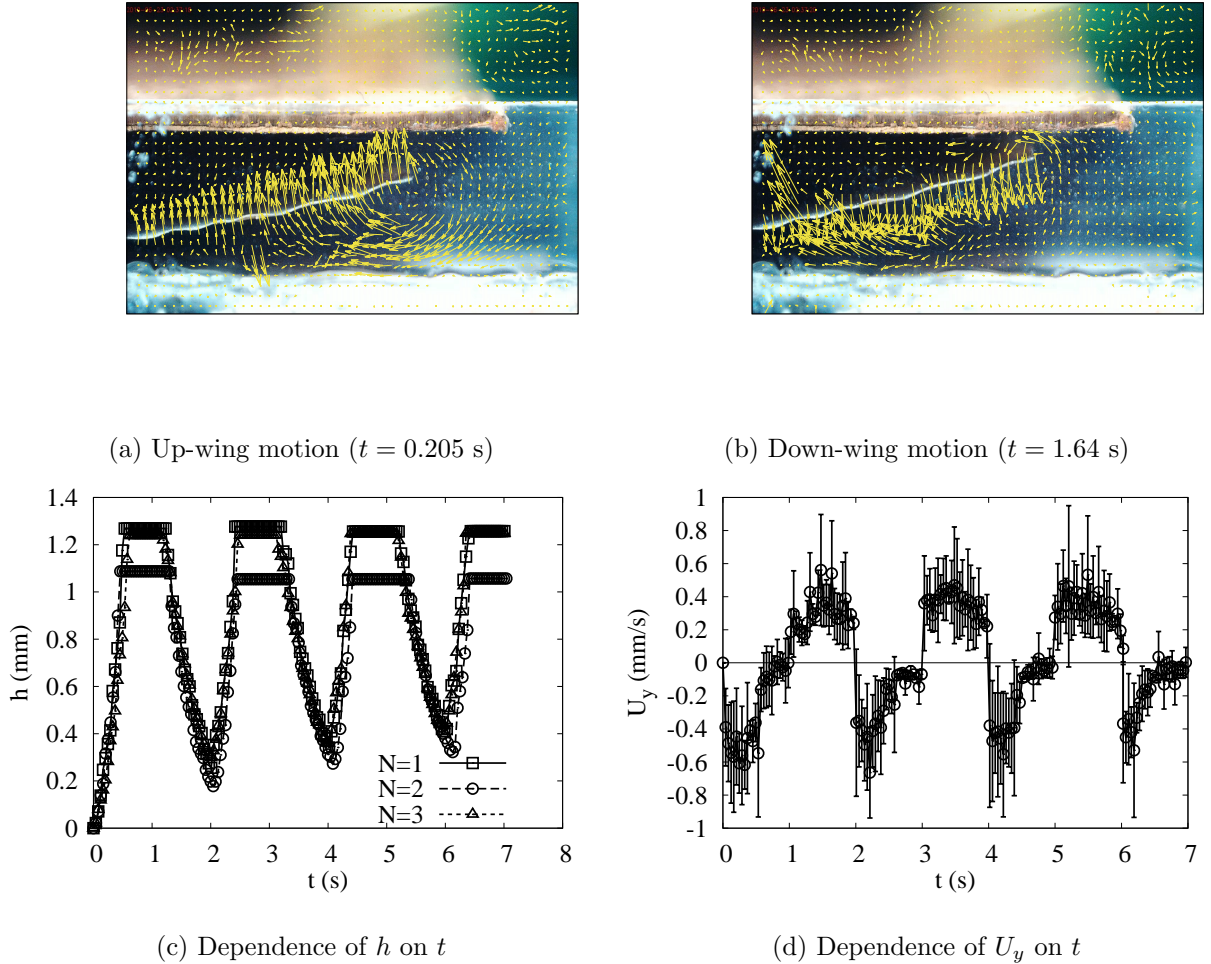 (a) Up-wing motion (t = 0.205 s)
(b) Down-wing motion (t = 1.64 s)
1.4
1.2
1
0.8
0.6
0.4
0.2
0
h (mm)
N=1
N=2
N=3
0 1 2 3 4 5 6 7 8
t (s)
1
0.8
0.6
0.4
0.2
0
-0.2
-0.4
-0.6
-0.8
-1
U_y (mm/s)
0 1 2 3 4 5 6 7
t (s)
(c) Dependence of h on t
(d) Dependence of U_y on t